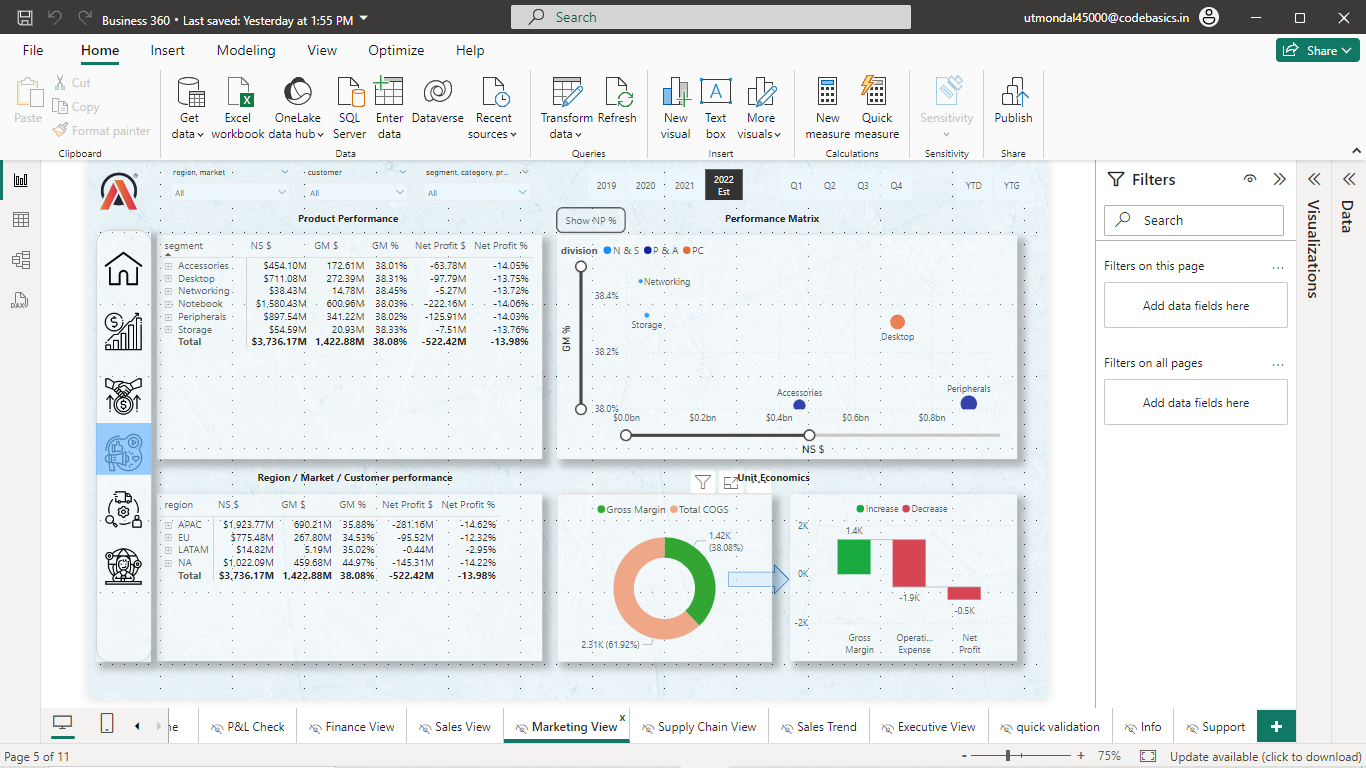 Business 360 • Last saved: Yesterday at 1:55 PM
Search
utmondal45000@codebasics.in
File Home Insert Modeling View Optimize Help
Share
Paste
Cut
Copy
Format painter
Clipboard
Get data
Excel workbook
OneLake data hub
SQL Server
Enter data
Dataverse
Recent sources
Data
Transform data
Refresh
Queries
New visual
Text box
More visuals
Insert
New measure
Quick measure
Calculations
Sensitivity
Sensitivity
Publish
Share
region, market
All
customer
All
segment, category, pr...
All
2019 2020 2021 2022 Est
Q1 Q2 Q3 Q4
YTD YTG
Product Performance
segment NS $ GM $ GM % Net Profit $ Net Profit %
Accessories $454.10M 172.61M 38.01% -63.78M -14.05%
Desktop $711.08M 272.39M 38.31% -97.79M -13.75%
Networking $38.43M 14.78M 38.45% -5.27M -13.72%
Notebook $1,580.43M 600.96M 38.03% -222.16M -14.06%
Peripherals $897.54M 341.22M 38.02% -125.91M -14.03%
Storage $54.59M 20.93M 38.33% -7.51M -13.76%
Total $3,736.17M 1,422.88M 38.08% -522.42M -13.98%
Show NP %
Performance Matrix
division N & S P & A PC
GM %
38.4%
38.2%
38.0%
Networking
Storage
Desktop
Accessories
Peripherals
$0.0bn $0.2bn $0.4bn $0.6bn $0.8bn
NS $
Region / Market / Customer performance
region NS $ GM $ GM % Net Profit $ Net Profit %
APAC $1,923.77M 690.21M 35.88% -281.16M -14.62%
EU $775.48M 267.80M 34.53% -95.52M -12.32%
LATAM $14.82M 5.19M 35.02% -0.44M -2.95%
NA $1,022.09M 459.68M 44.97% -145.31M -14.22%
Total $3,736.17M 1,422.88M 38.08% -522.42M -13.98%
Unit Economics
Gross Margin Total COGS
1.42K
(38.08%)
2.31K (61.92%)
Increase Decrease
2K
0K
-2K
1.4K
-1.9K
-0.5K
Gross Margin
Operati... Expense
Net Profit
Filters
Search
Filters on this page
...
Add data fields here
Filters on all pages
...
Add data fields here
Visualizations
Data
DAX
ne
P&L Check
Finance View
Sales View
Marketing View
x
Supply Chain View
Sales Trend
Executive View
quick validation
Info
Support
+
Page 5 of 11
- + 75%
Update available (click to download)